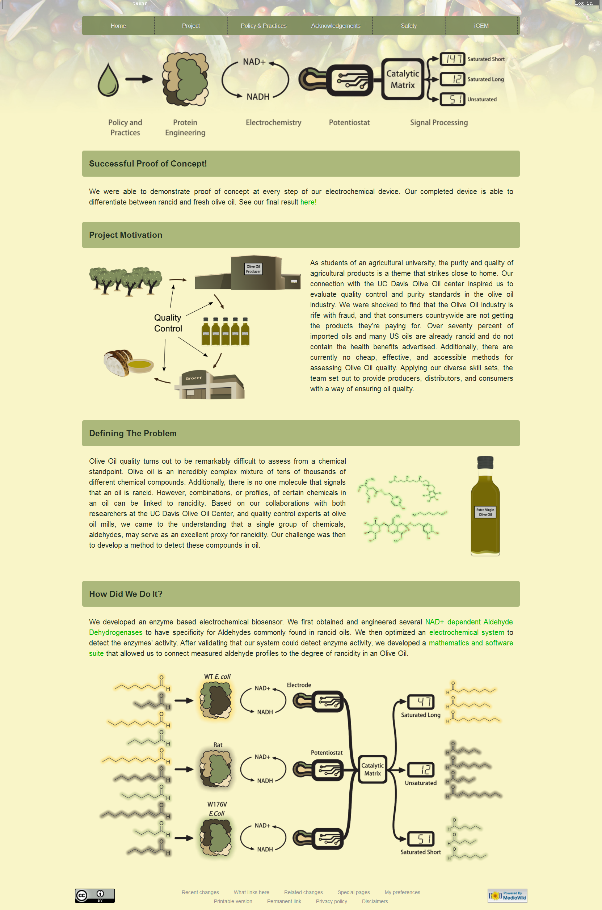 Log in
Home Project Policy & Practices Acknowledgements Safety iGEM
NAD+
NADH
Catalytic
Matrix
147 Saturated Short
12 Saturated Long
51 Unsaturated
Policy and
Practices
Protein
Engineering
Electrochemistry
Potentiostat
Signal Processing
Successful Proof of Concept!
We were able to demonstrate proof of concept at every step of our electrochemical device. Our completed device is able to
differentiate between rancid and fresh olive oil. See our final result here!
Project Motivation
Olive Oil
Producer
Quality
Control
Grocer
As students of an agricultural university, the purity and quality of
agricultural products is a theme that strikes close to home. Our
connection with the UC Davis Olive Oil center inspired us to
evaluate quality control and purity standards in the olive oil
industry. We were shocked to find that the Olive Oil industry is
rife with fraud, and that consumers countrywide are not getting
the products they're paying for. Over seventy percent of
imported oils and many US oils are already rancid and do not
contain the health benefits advertised. Additionally, there are
currently no cheap, effective, and accessible methods for
assessing Olive Oil quality. Applying our diverse skill sets, the
team set out to provide producers, distributors, and consumers
with a way of ensuring oil quality.
Defining The Problem
Olive Oil quality turns out to be remarkably difficult to assess from a chemical
standpoint. Olive oil is an incredibly complex mixture of tens of thousands of
different chemical compounds. Additionally, there is no one molecule that signals
that an oil is rancid. However, combinations, or profiles, of certain chemicals in
an oil can be linked to rancidity. Based on our collaborations with both
researchers at the UC Davis Olive Oil Center, and quality control experts at olive
oil mills, we came to the understanding that a single group of chemicals,
aldehydes, may serve as an excellent proxy for rancidity. Our challenge was then
to develop a method to detect these compounds in oil.
Extra Virgin
Olive Oil
How Did We Do It?
We developed an enzyme based electrochemical biosensor. We first obtained and engineered several NAD+ dependent Aldehyde
Dehydrogenases to have specificity for Aldehydes commonly found in rancid oils. We then optimized an electrochemical system to
detect the enzymes' activity. After validating that our system could detect enzyme activity, we developed a mathematics and software
suite that allowed us to connect measured aldehyde profiles to the degree of rancidity in an Olive Oil.
WT E. coli
NAD+
NADH
Electrode
47
Saturated Long
Rat
NAD+
NADH
Potentiostat
Catalytic
Matrix
12
Unsaturated
W176V
E.Coli
NAD+
NADH
51
Saturated Short
Recent changes What links here Related changes Special pages My preferences
Printable version Permanent link Privacy policy Disclaimers
cc BY
Powered By
MediaWiki